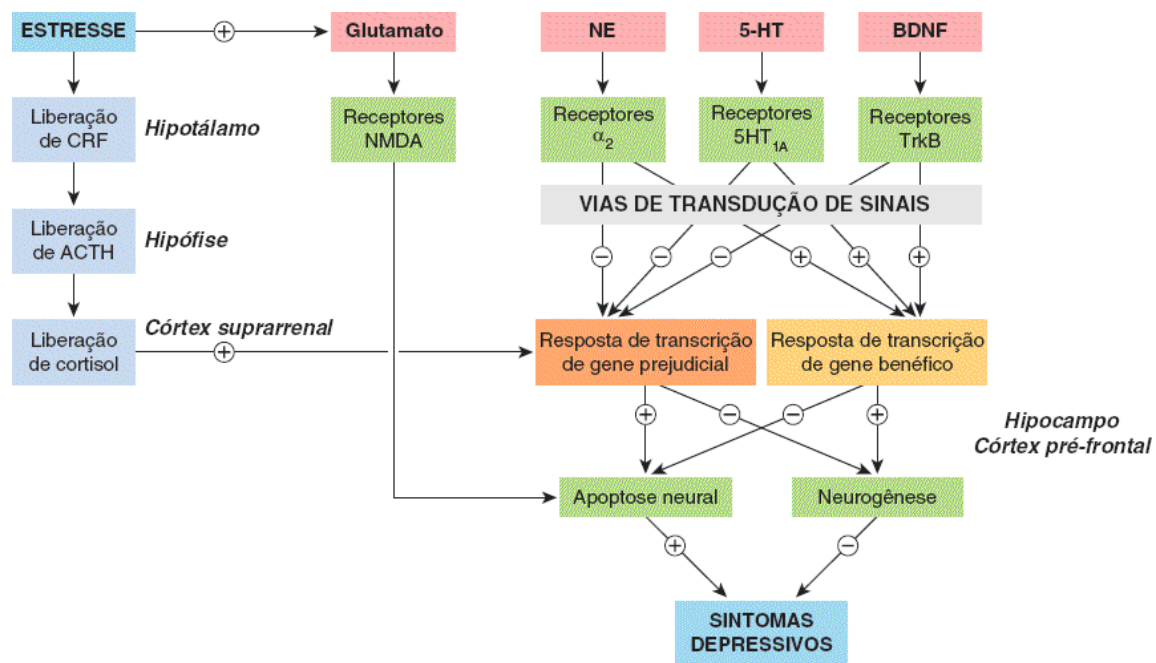 ESTRESSE
+
Glutamato
NE
5-HT
BDNF
Liberação
de CRF
Hipotálamo
Receptores
NMDA
Receptores
α2
Receptores
5HT1A
Receptores
TrkB
VIAS DE TRANSDUÇÃO DE SINAIS
Liberação
de ACTH
Hipófise
− − − + + +
Liberação
de cortisol
Córtex suprarrenal
+
Resposta de transcrição
de gene prejudicial
Resposta de transcrição
de gene benéfico
+ − − +
Hipocampo
Córtex pré-frontal
Apoptose neural
Neurogênese
+ −
SINTOMAS
DEPRESSIVOS